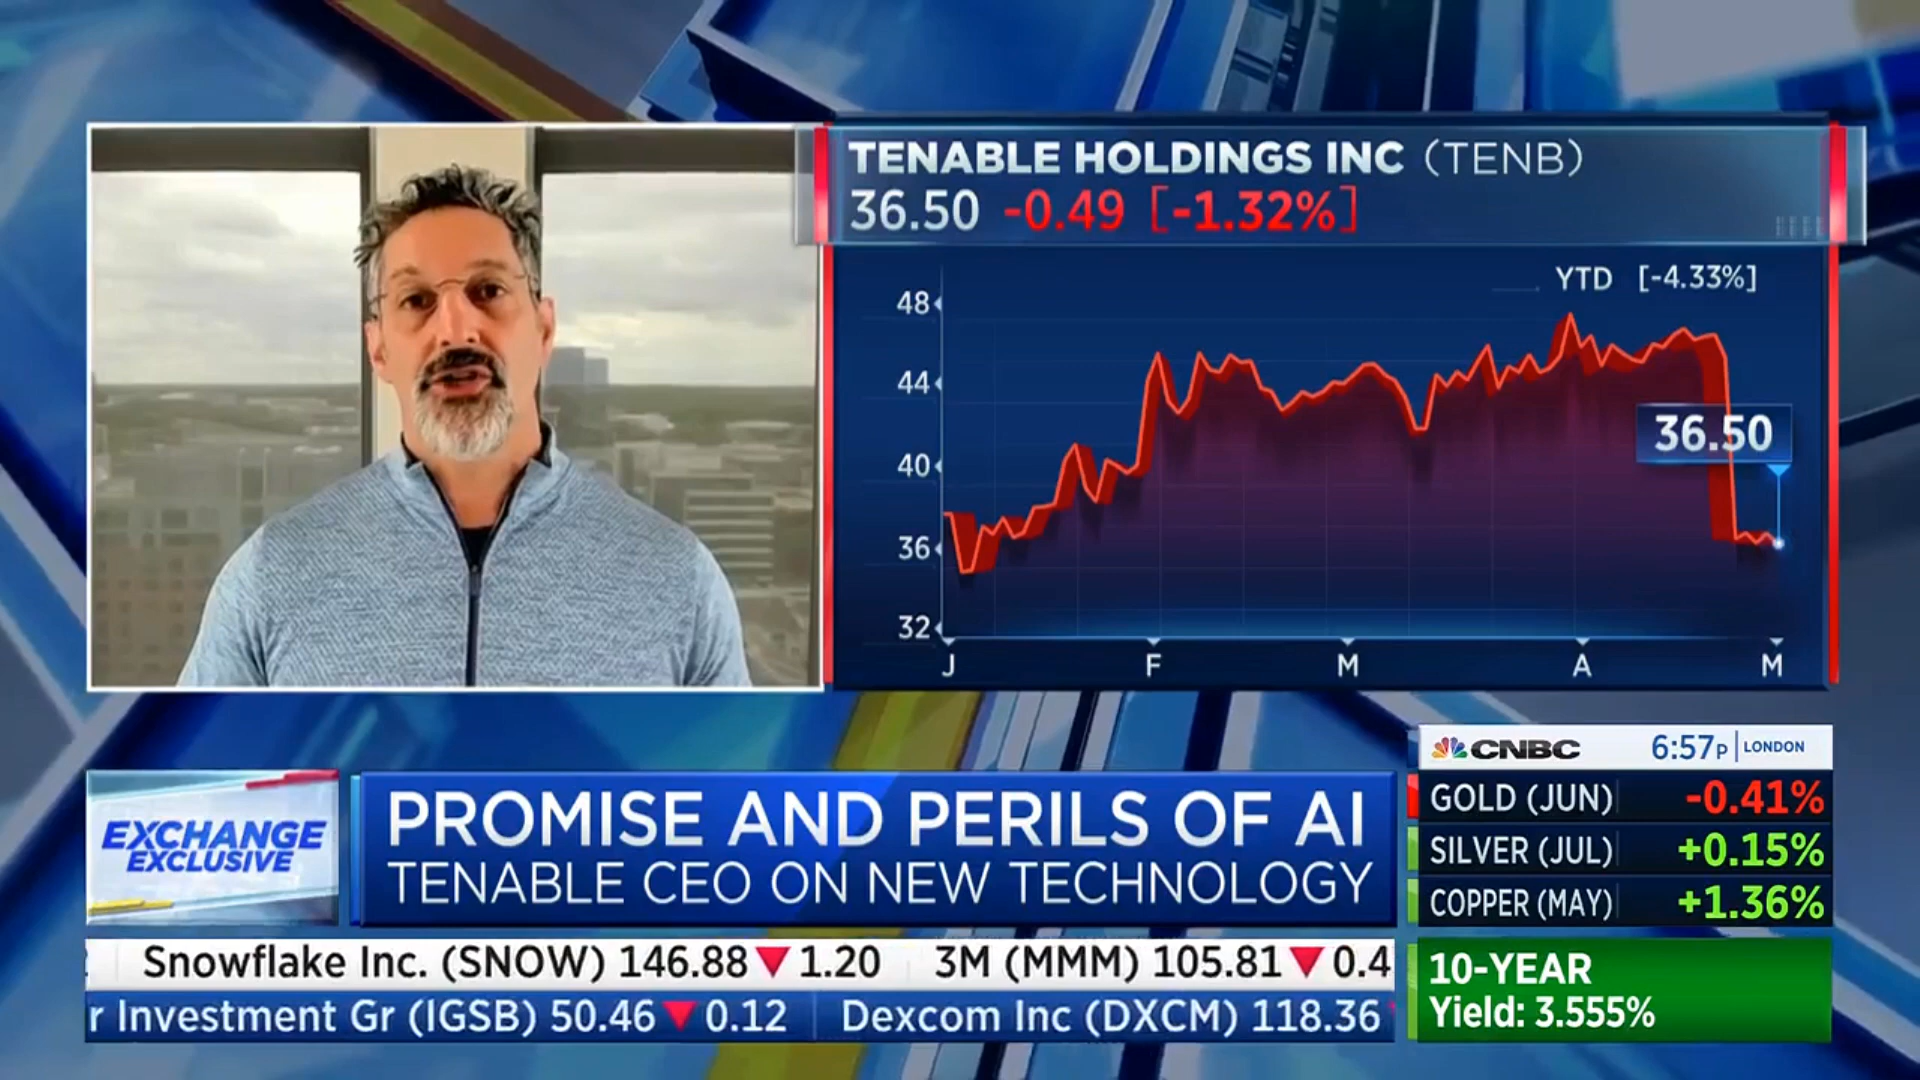 TENABLE HOLDINGS INC (TENB)
36.50 -0.49 [-1.32%]
YTD [-4.33%]
48
44
40
36
32
36.50
J F M A M
EXCHANGE
EXCLUSIVE
PROMISE AND PERILS OF AI
TENABLE CEO ON NEW TECHNOLOGY
CNBC 6:57P LONDON
GOLD (JUN) -0.41%
SILVER (JUL) +0.15%
COPPER (MAY) +1.36%
10-YEAR
Yield: 3.555%
Snowflake Inc. (SNOW) 146.88 ▼ 1.20 3M (MMM) 105.81 ▼ 0.4
r Investment Gr (IGSB) 50.46 ▼ 0.12 Dexcom Inc (DXCM) 118.36